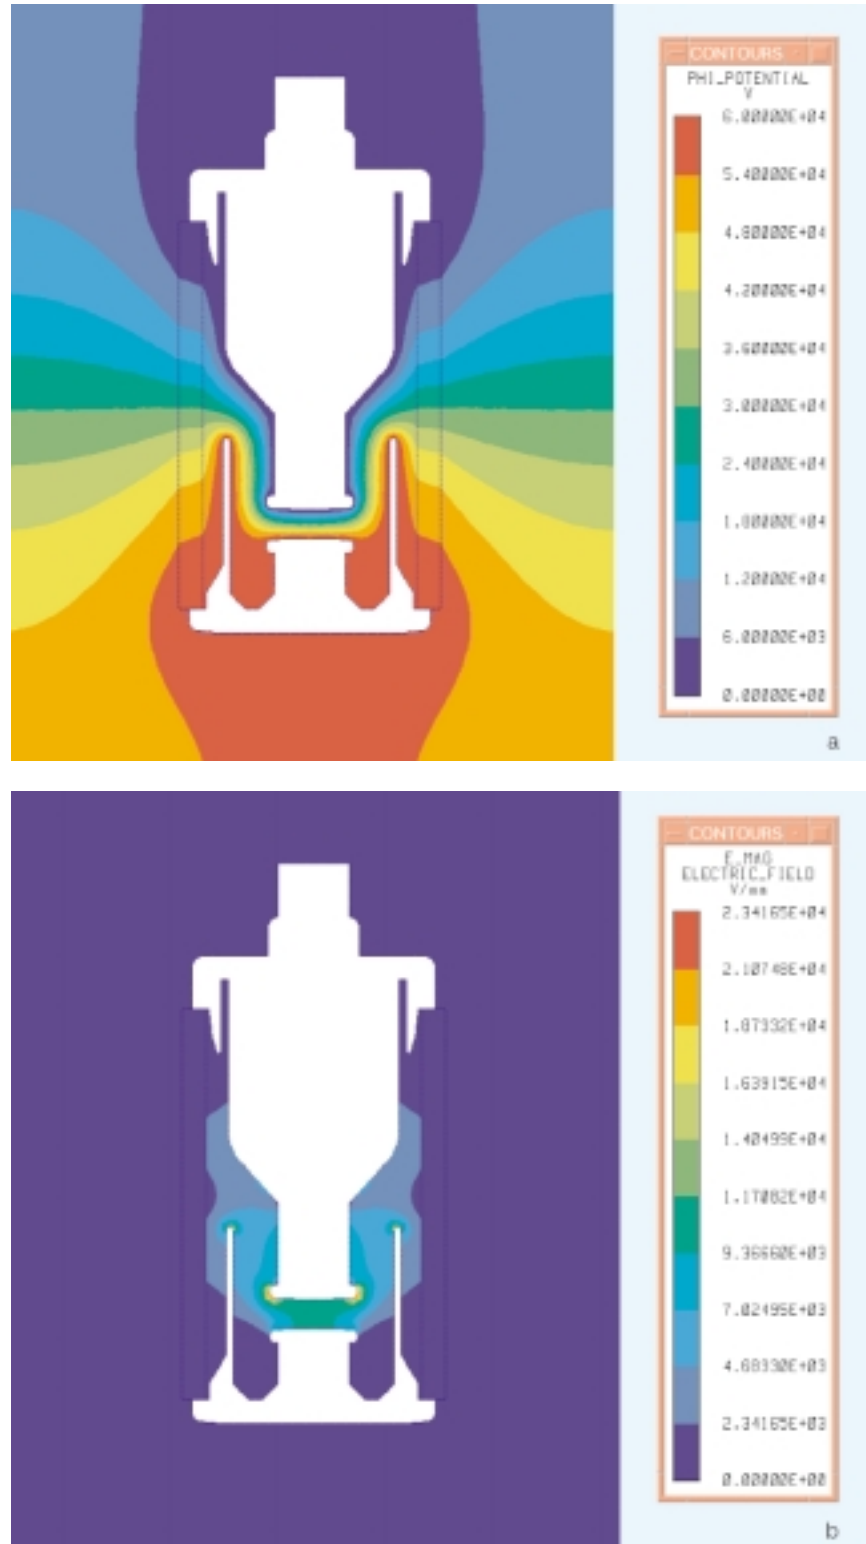 CONTOURS
PHI_POTENTIAL
V
6.00000E+04
5.40000E+04
4.80000E+04
4.20000E+04
3.60000E+04
3.00000E+04
2.40000E+04
1.80000E+04
1.20000E+04
6.00000E+03
0.00000E+00
a
CONTOURS
E_MAG
ELECTRIC_FIELD
V/mm
2.34165E+04
2.10748E+04
1.87332E+04
1.63915E+04
1.40499E+04
1.17082E+04
9.36660E+03
7.02495E+03
4.68330E+03
2.34165E+03
0.00000E+00
b